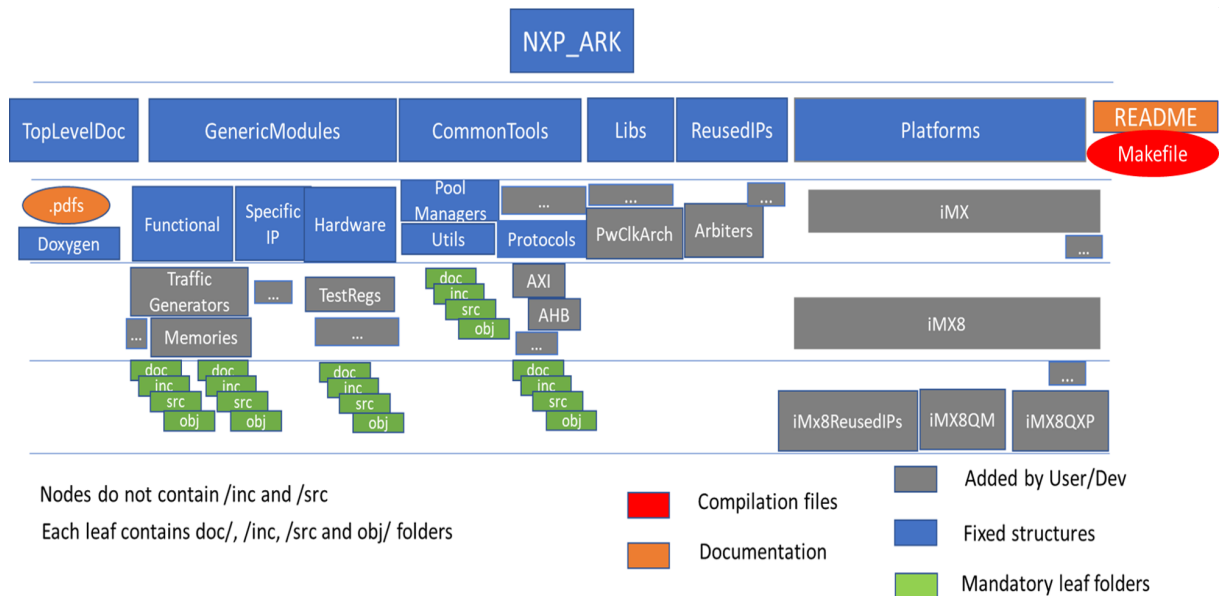 NXP_ARK
TopLevelDoc
GenericModules
CommonTools
Libs
ReusedIPs
Platforms
README
Makefile
.pdfs
Doxygen
Functional
Specific
IP
Hardware
Pool
Managers
Utils
...
Protocols
...
PwClkArch
...
Arbiters
iMX
...
Traffic
Generators
...
Memories
...
TestRegs
...
doc
inc
src
obj
AXI
AHB
...
iMX8
doc
inc
src
obj
doc
inc
src
obj
doc
inc
src
obj
doc
inc
src
obj
...
iMx8ReusedIPs
iMX8QM
iMX8QXP
Nodes do not contain /inc and /src
Each leaf contains doc/, /inc, /src and obj/ folders
Compilation files
Documentation
Added by User/Dev
Fixed structures
Mandatory leaf folders